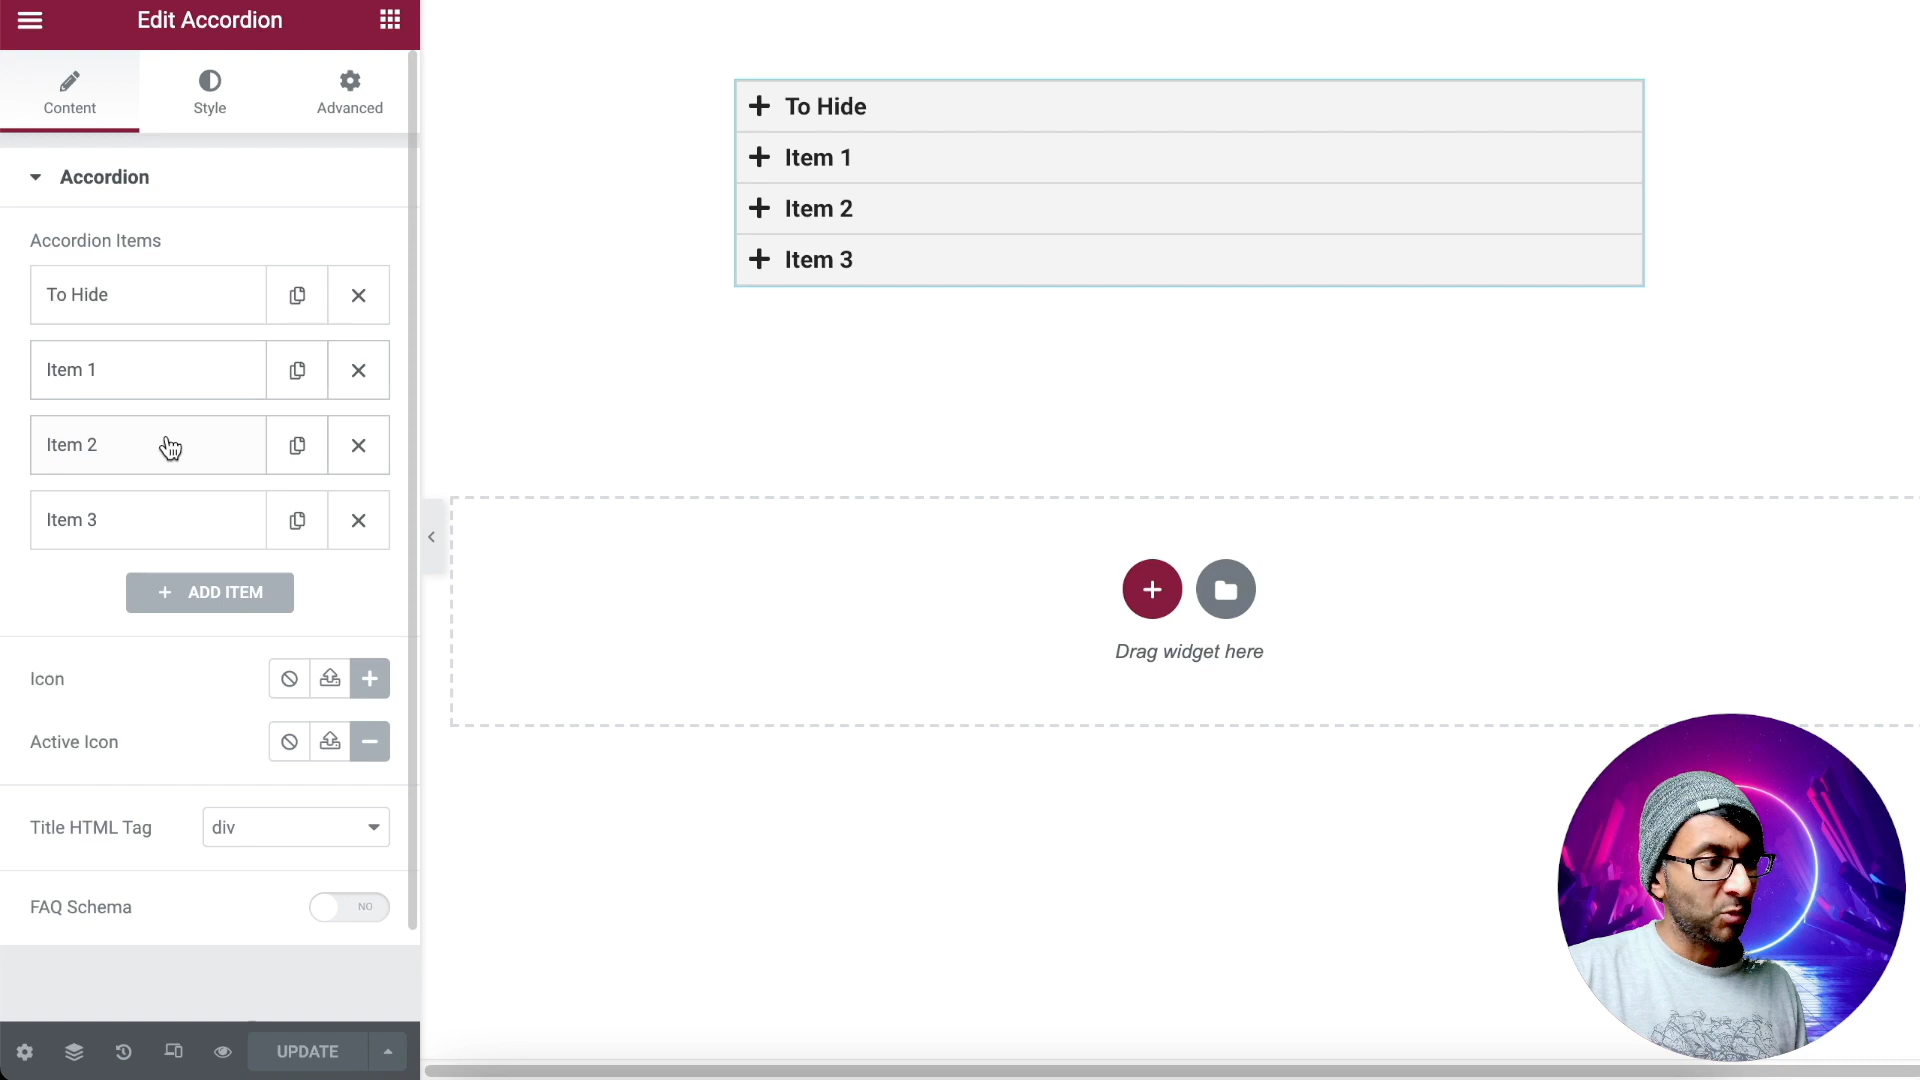 Edit Accordion
Content
Style
Advanced
Accordion
Accordion Items
To Hide
Item 1
Item 2
Item 3
ADD ITEM
Icon
Active Icon
Title HTML Tag
div
FAQ Schema
NO
UPDATE
To Hide
Item 1
Item 2
Item 3
Drag widget here